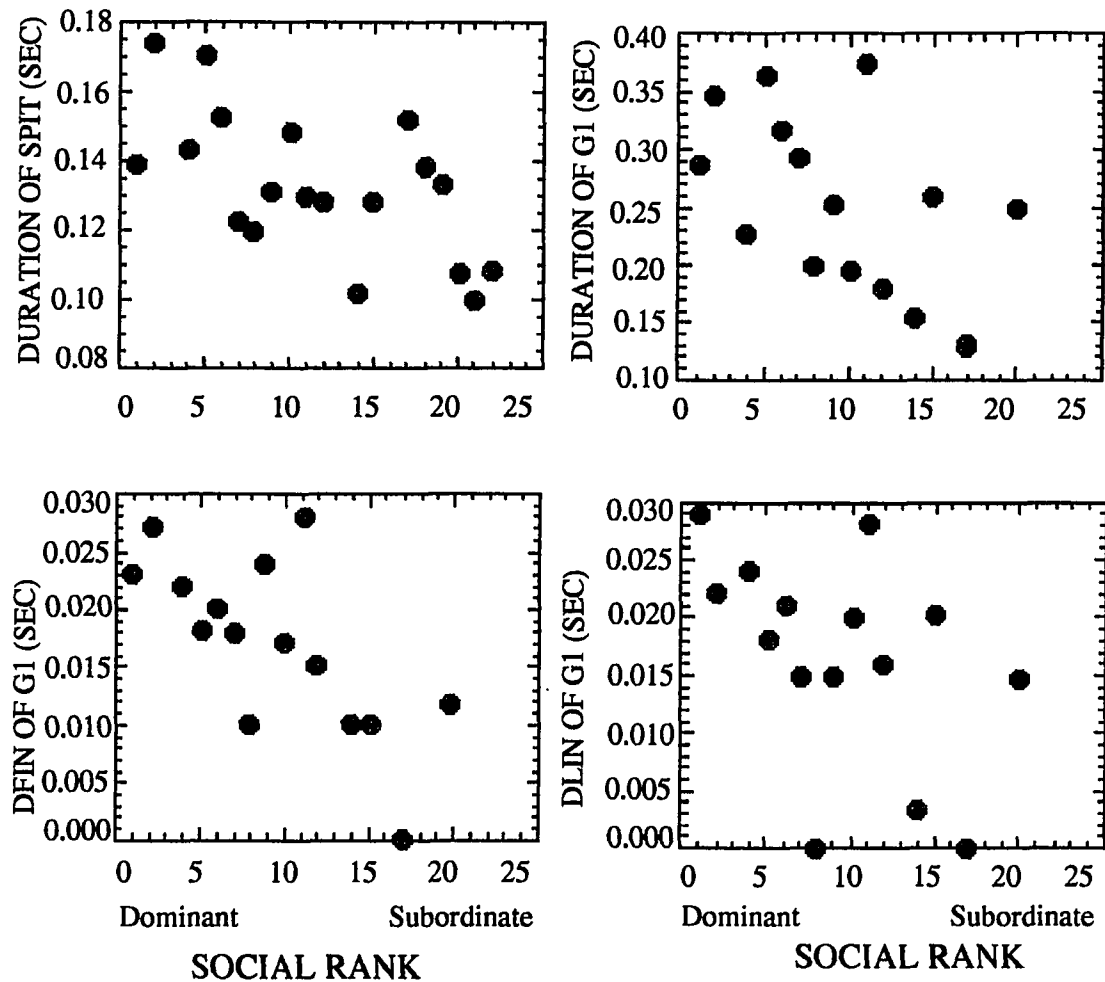 DURATION OF SPIT (SEC)
0.18
0.16
0.14
0.12
0.10
0.08
0 5 10 15 20 25
DURATION OF G1 (SEC)
0.40
0.35
0.30
0.25
0.20
0.15
0.10
0 5 10 15 20 25
DFIN OF G1 (SEC)
0.030
0.025
0.020
0.015
0.010
0.005
0.000
0 5 10 15 20 25
Dominant Subordinate
SOCIAL RANK
DLIN OF G1 (SEC)
0.030
0.025
0.020
0.015
0.010
0.005
0.000
0 5 10 15 20 25
Dominant Subordinate
SOCIAL RANK